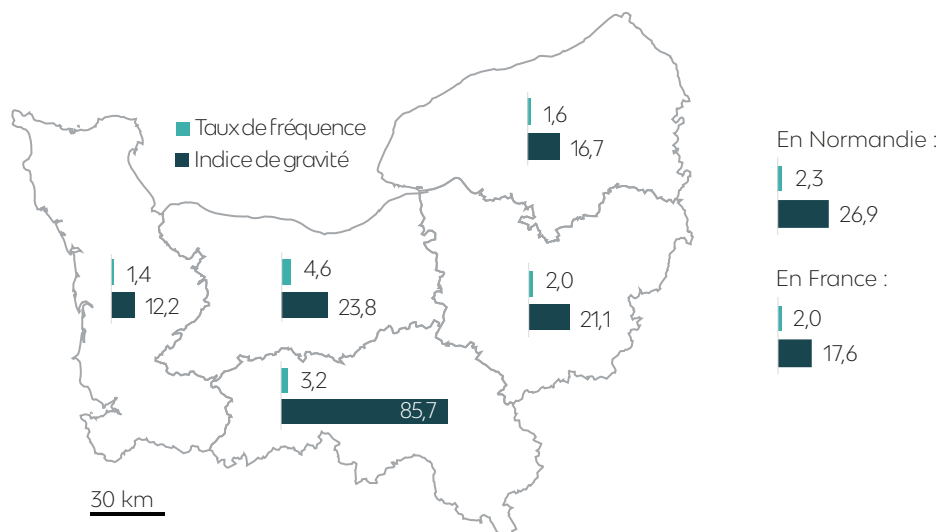 Taux de fréquence
Indice de gravité
1,6
16,7
En Normandie :
2,3
26,9
1,4
12,2
4,6
23,8
2,0
21,1
En France :
2,0
17,6
3,2
85,7
30 km